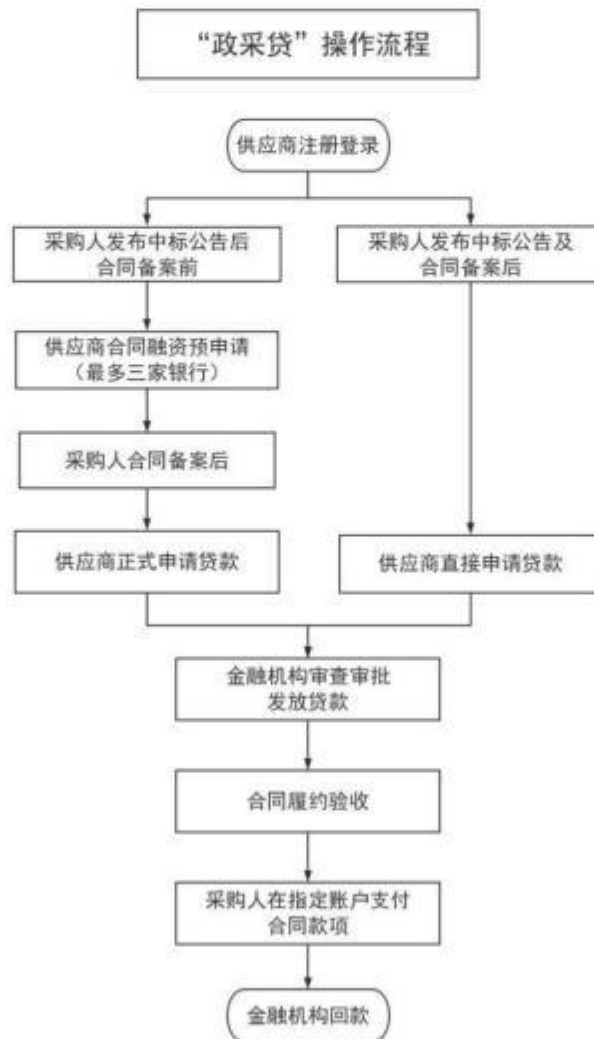 “政采贷”操作流程
供应商注册登录
采购人发布中标公告后
合同备案前
采购人发布中标公告及
合同备案后
供应商合同融资预申请
（最多三家银行）
采购人合同备案后
供应商正式申请贷款
供应商直接申请贷款
金融机构审查审批
发放贷款
合同履约验收
采购人在指定账户支付
合同款项
金融机构回款